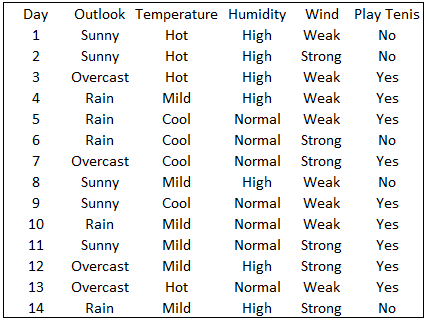 Day Outlook Temperature Humidity Wind Play Tenis
1 Sunny Hot High Weak No
2 Sunny Hot High Strong No
3 Overcast Hot High Weak Yes
4 Rain Mild High Weak Yes
5 Rain Cool Normal Weak Yes
6 Rain Cool Normal Strong No
7 Overcast Cool Normal Strong Yes
8 Sunny Mild High Weak No
9 Sunny Cool Normal Weak Yes
10 Rain Mild Normal Weak Yes
11 Sunny Mild Normal Strong Yes
12 Overcast Mild High Strong Yes
13 Overcast Hot Normal Weak Yes
14 Rain Mild High Strong No